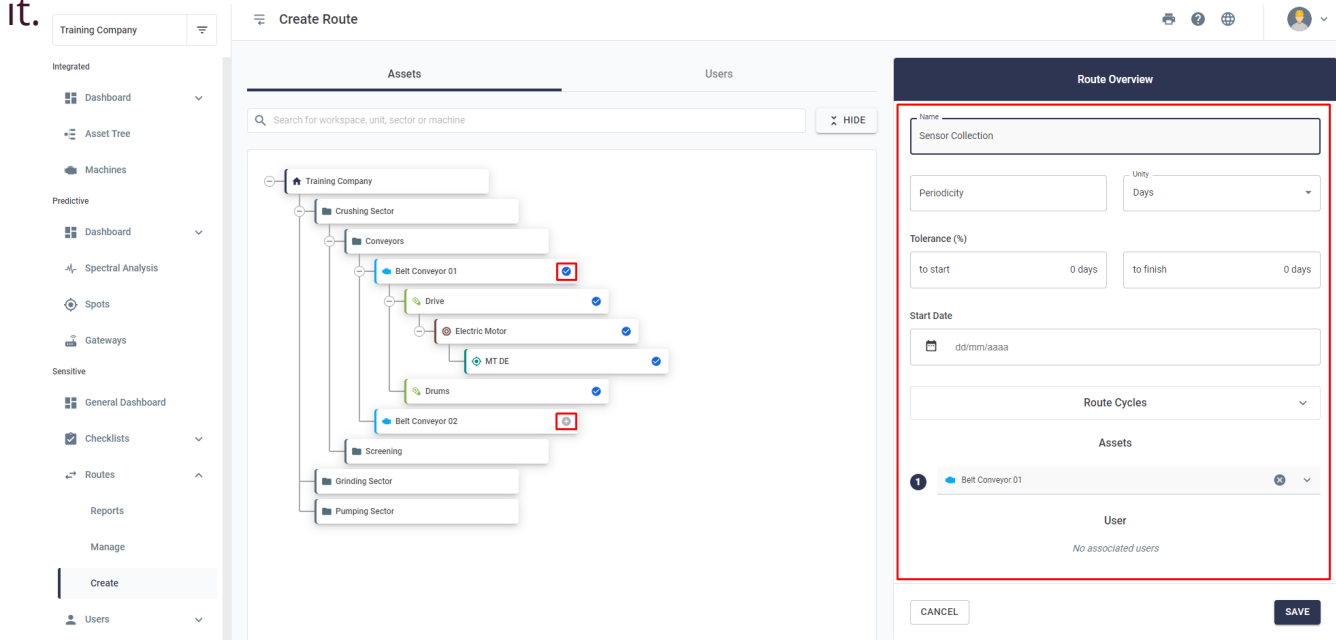 it.
Training Company
Create Route
Integrated
Dashboard
Asset Tree
Machines
Predictive
Dashboard
Spectral Analysis
Spots
Gateways
Sensitive
General Dashboard
Checklists
Routes
Reports
Manage
Create
Users
Assets
Users
Search for workspace, unit, sector or machine
HIDE
Training Company
Crushing Sector
Conveyors
Belt Conveyor 01
Drive
Electric Motor
MT DE
Drums
Belt Conveyor 02
Screening
Grinding Sector
Pumping Sector
Route Overview
Name
Sensor Collection
Periodicity
Unity
Days
Tolerance (%)
to start 0 days
to finish 0 days
Start Date
dd/mm/aaaa
Route Cycles
Assets
1 Belt Conveyor 01
User
No associated users
CANCEL
SAVE